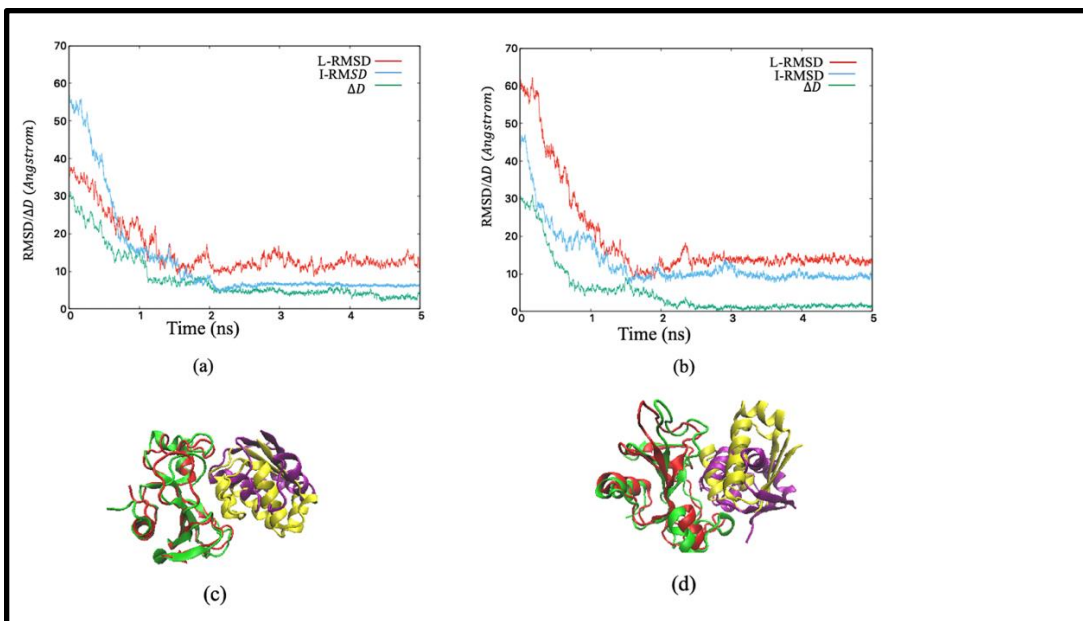 70
60
50
40
30
20
10
0
RMSD/ΔD (Angstrom)
L-RMSD
I-RMSD
ΔD
0 1 2 3 4 5
Time (ns)
(a)
70
60
50
40
30
20
10
0
RMSD/ΔD (Angstrom)
L-RMSD
I-RMSD
ΔD
0 1 2 3 4 5
Time (ns)
(b)
(c)
(d)